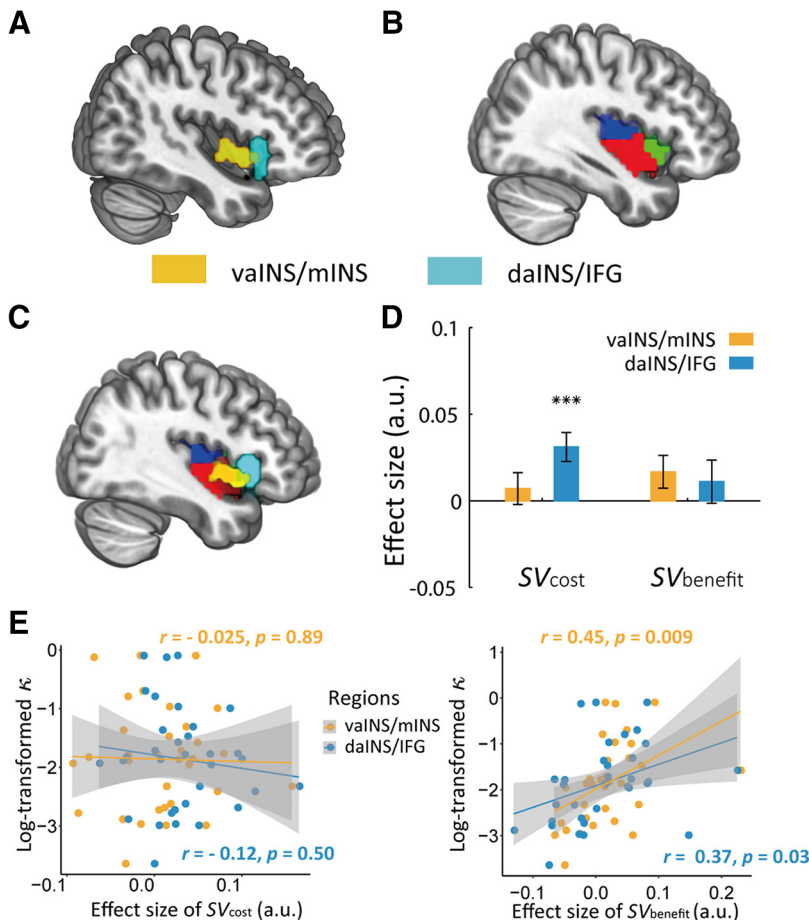 A
B
vaINS/mINS
daINS/IFG
C
D
0.1
0.05
0
-0.05
Effect size (a.u.)
vaINS/mINS
daINS/IFG
***
SVcost
SVbenefit
E
r = - 0.025, p = 0.89
0
−1
−2
−3
−0.1
0.0
0.1
Log-transformed κ
Regions
vaINS/mINS
daINS/IFG
r = - 0.12, p = 0.50
Effect size of SVcost (a.u.)
r = 0.45, p = 0.009
1
0
−1
−2
−3
-0.1
0.0
0.1
0.2
Log-transformed κ
r = 0.37, p = 0.03
Effect size of SVbenefit (a.u.)